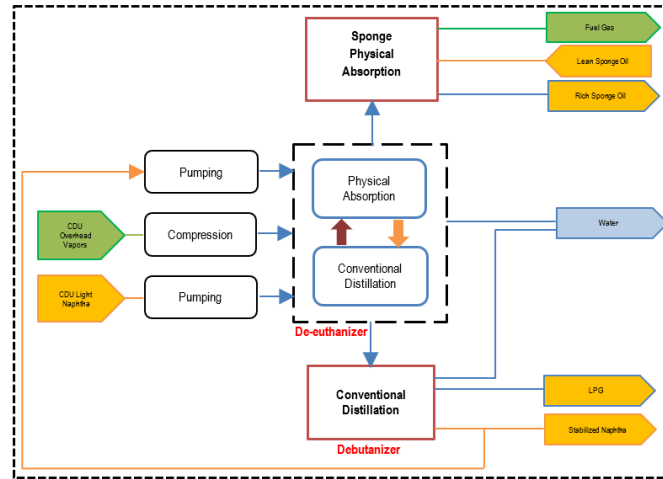 Sponge
Physical
Absorption
Fuel Gas
Lean Sponge Oil
Rich Sponge Oil
Pumping
Physical
Absorption
CDU
Overhead
Vapors
Compression
Water
CDU Light
Naphtha
Pumping
Conventional
Distillation
De-euthanizer
Conventional
Distillation
LPG
Stabilized Naphtha
Debutanizer